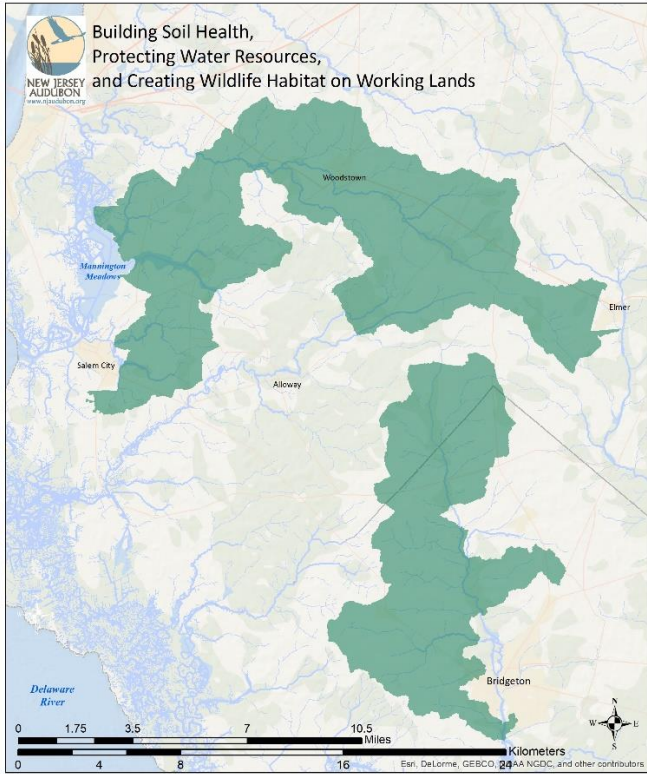 Building Soil Health,
Protecting Water Resources,
and Creating Wildlife Habitat on Working Lands
NEW JERSEY
AUDUBON
www.njaudubon.org
Woodstown
Mannington
Meadows
Elmer
Salem City
Alloway
Bridgeton
Delaware
River
N
W E
S
0 1.75 3.5 7 10.5
Miles
Kilometers
0 4 8 16 24
Esri, DeLorme, GEBCO, NOAA NGDC, and other contributors